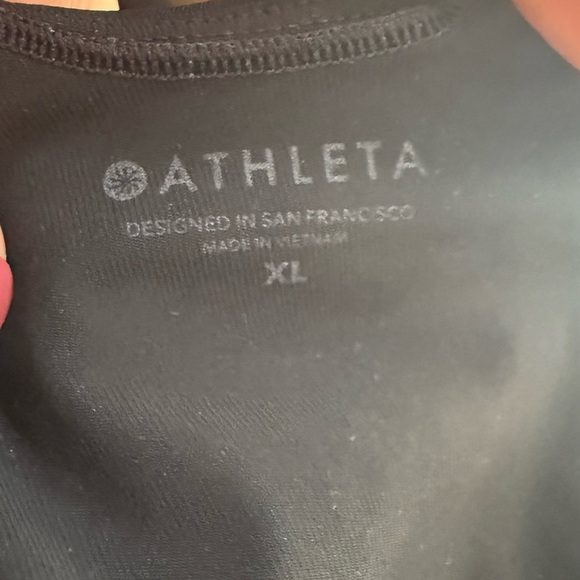 ATHLETA
DESIGNED IN SAN FRANCISCO
MADE IN VIETNAM
XL